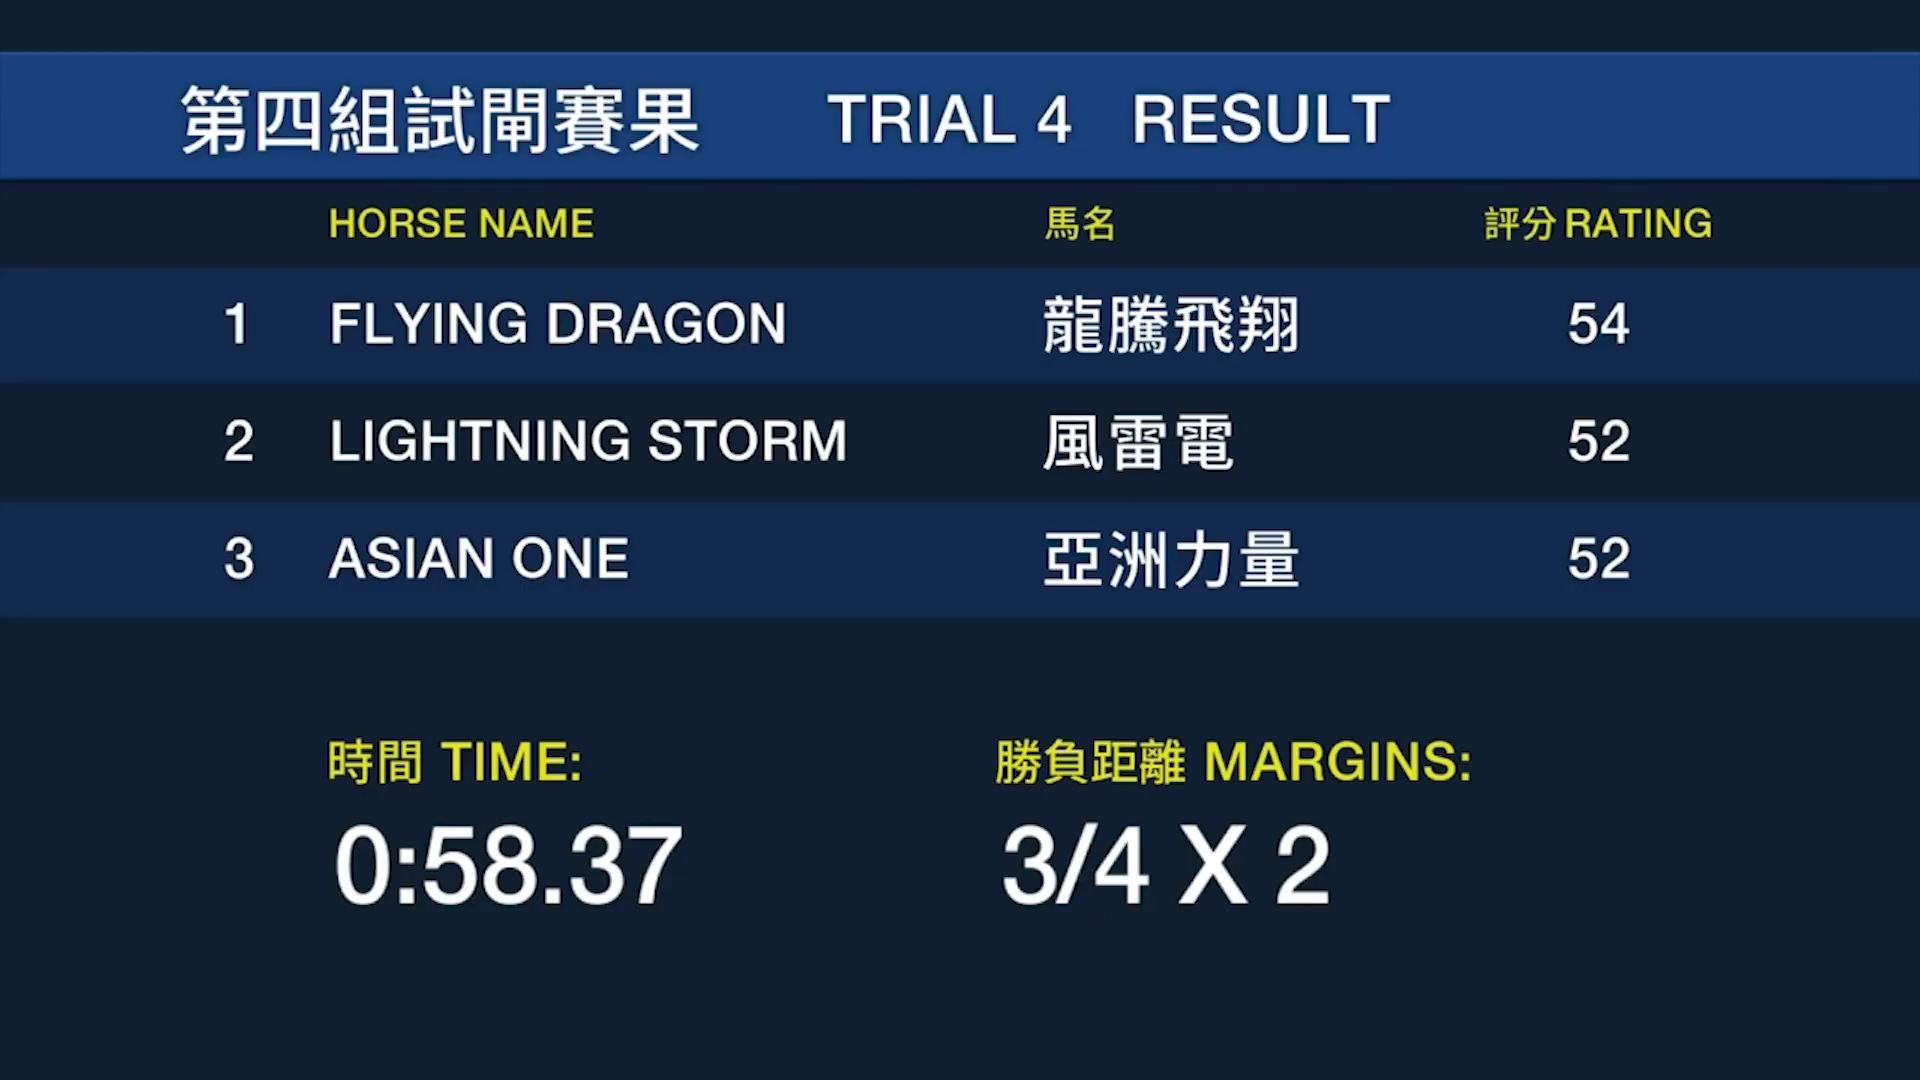 第四組試閘賽果 TRIAL 4 RESULT
HORSE NAME 馬名 評分 RATING
1 FLYING DRAGON 龍騰飛翔 54
2 LIGHTNING STORM 風雷電 52
3 ASIAN ONE 亞洲力量 52
時間 TIME: 勝負距離 MARGINS:
0:58.37 3/4 X 2